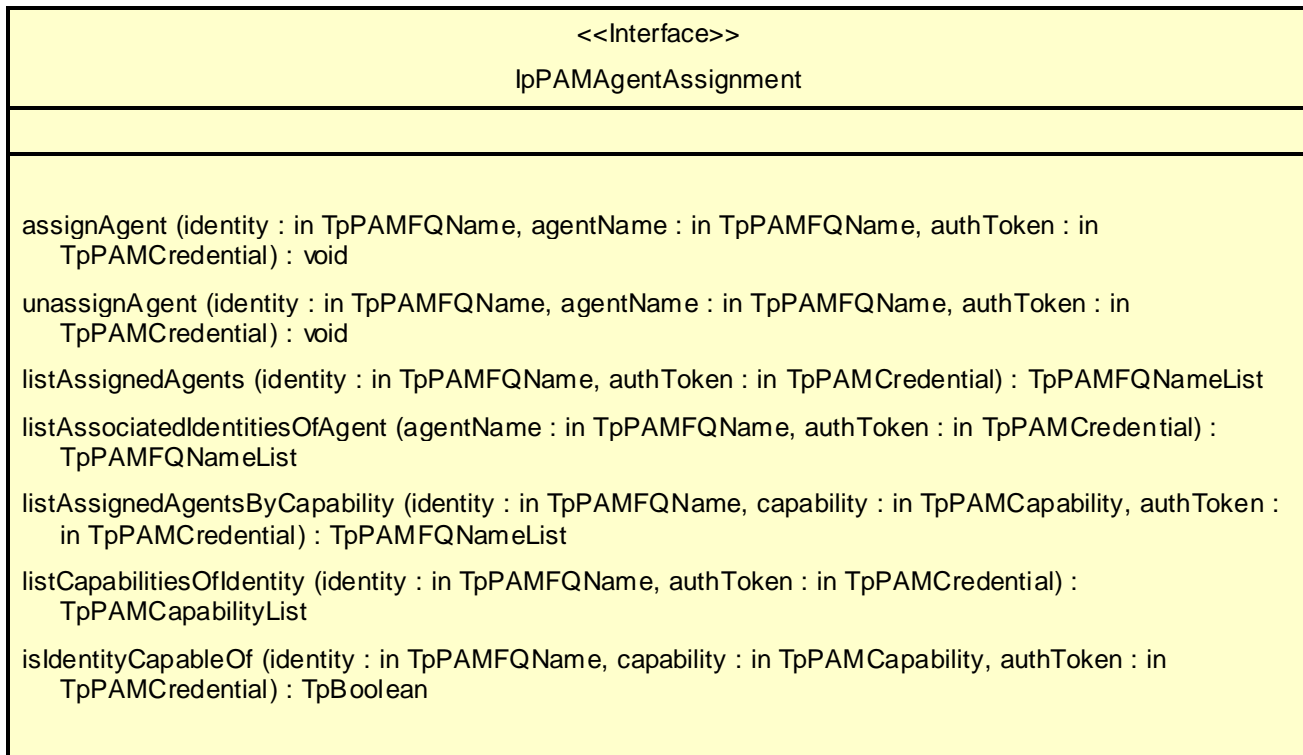 <<Interface>>
IpPAMAgentAssignment
assignAgent (identity : in TpPAMFQName, agentName : in TpPAMFQName, authToken : in
TpPAMCredential) : void
unassignAgent (identity : in TpPAMFQName, agentName : in TpPAMFQName, authToken : in
TpPAMCredential) : void
listAssignedAgents (identity : in TpPAMFQName, authToken : in TpPAMCredential) : TpPAMFQNameList
listAssociatedIdentitiesOfAgent (agentName : in TpPAMFQName, authToken : in TpPAMCredential) :
TpPAMFQNameList
listAssignedAgentsByCapability (identity : in TpPAMFQName, capability : in TpPAMCapability, authToken :
in TpPAMCredential) : TpPAMFQNameList
listCapabilitiesOfIdentity (identity : in TpPAMFQName, authToken : in TpPAMCredential) :
TpPAMCapabilityList
isIdentityCapableOf (identity : in TpPAMFQName, capability : in TpPAMCapability, authToken : in
TpPAMCredential) : TpBoolean